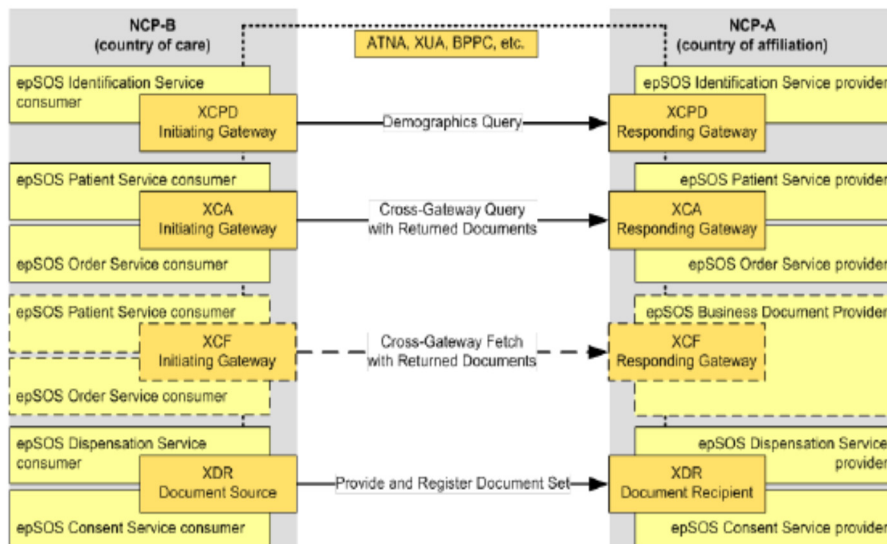 NCP-B
(country of care)
ATNA, XUA, BPPC, etc.
NCP-A
(country of affiliation)
epSOS Identification Service
consumer
XCPD
Initiating Gateway
Demographics Query
epSOS Identification Service provider
XCPD
Responding Gateway
epSOS Patient Service consumer
XCA
Initiating Gateway
epSOS Order Service consumer
Cross-Gateway Query
with Returned Documents
epSOS Patient Service provider
XCA
Responding Gateway
epSOS Order Service provider
epSOS Patient Service consumer
XCF
Initiating Gateway
epSOS Order Service consumer
Cross-Gateway Fetch
with Returned Documents
epSOS Business Document Provider
XCF
Responding Gateway
epSOS Dispensation Service
consumer
XDR
Document Source
epSOS Consent Service consumer
Provide and Register Document Set
epSOS Dispensation Service
provider
XDR
Document Recipient
epSOS Consent Service provider